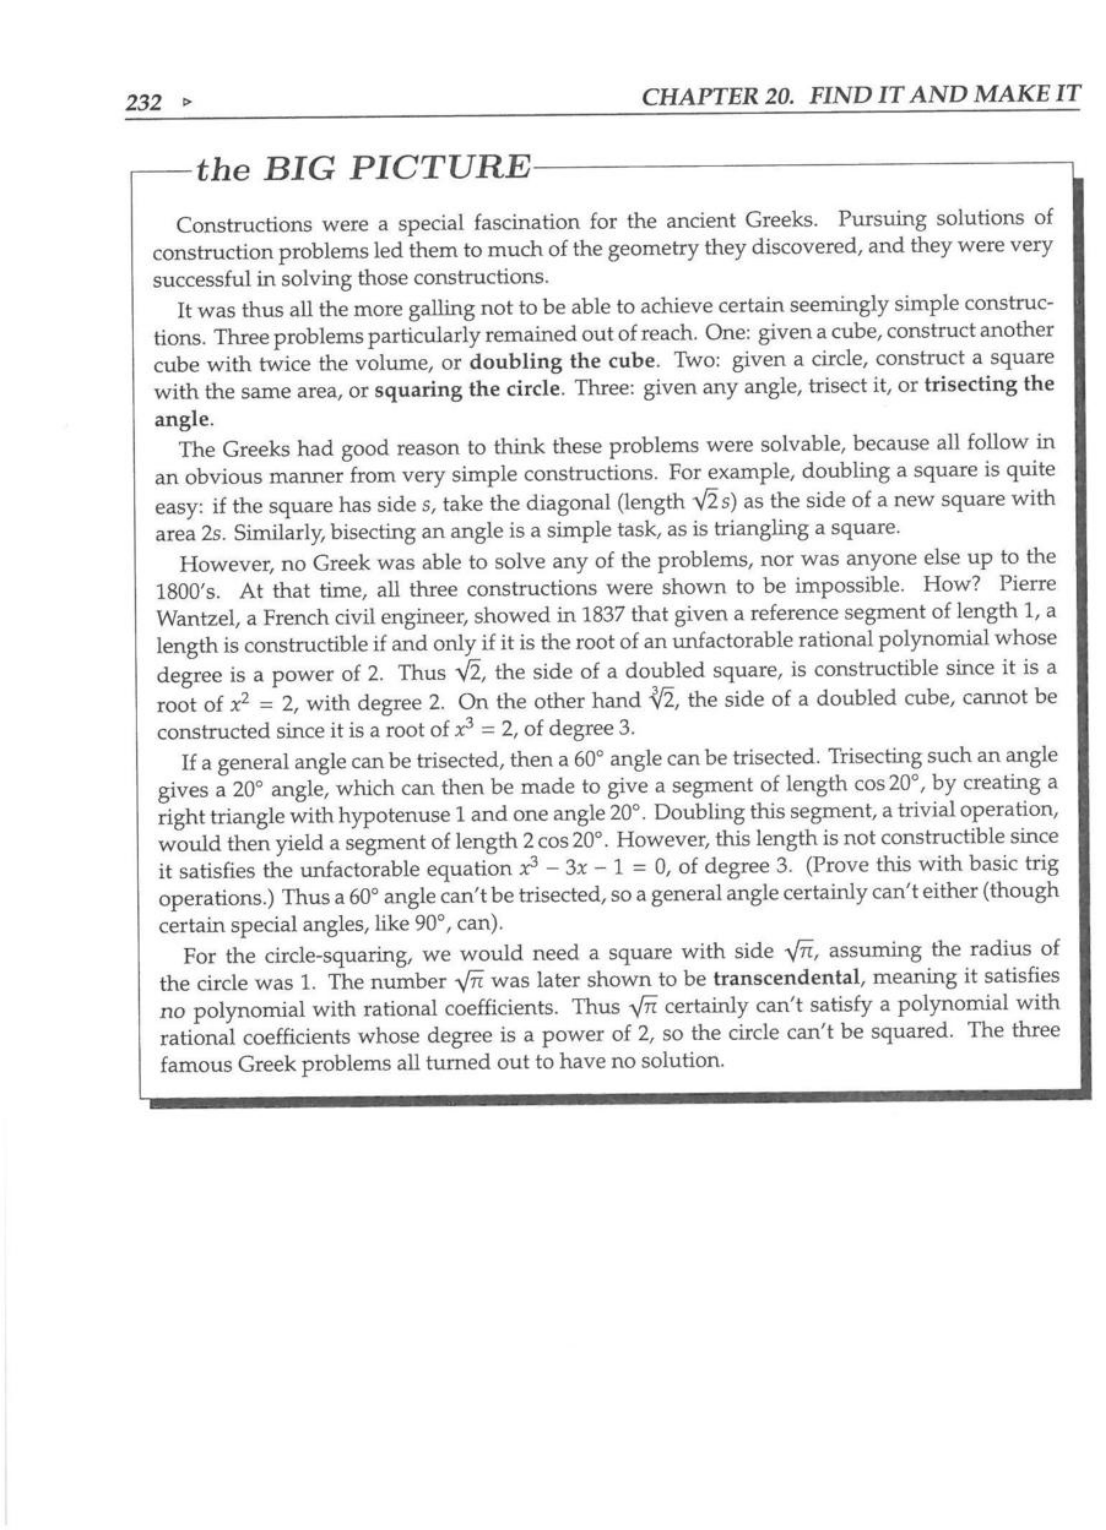 232 ▹ CHAPTER 20. FIND IT AND MAKE IT
the BIG PICTURE
Constructions were a special fascination for the ancient Greeks. Pursuing solutions of
construction problems led them to much of the geometry they discovered, and they were very
successful in solving those constructions.
It was thus all the more galling not to be able to achieve certain seemingly simple construc-
tions. Three problems particularly remained out of reach. One: given a cube, construct another
cube with twice the volume, or doubling the cube. Two: given a circle, construct a square
with the same area, or squaring the circle. Three: given any angle, trisect it, or trisecting the
angle.
The Greeks had good reason to think these problems were solvable, because all follow in
an obvious manner from very simple constructions. For example, doubling a square is quite
easy: if the square has side s, take the diagonal (length √2 s) as the side of a new square with
area 2s. Similarly, bisecting an angle is a simple task, as is triangling a square.
However, no Greek was able to solve any of the problems, nor was anyone else up to the
1800's. At that time, all three constructions were shown to be impossible. How? Pierre
Wantzel, a French civil engineer, showed in 1837 that given a reference segment of length 1, a
length is constructible if and only if it is the root of an unfactorable rational polynomial whose
degree is a power of 2. Thus √2, the side of a doubled square, is constructible since it is a
root of x² = 2, with degree 2. On the other hand ∛2, the side of a doubled cube, cannot be
constructed since it is a root of x³ = 2, of degree 3.
If a general angle can be trisected, then a 60° angle can be trisected. Trisecting such an angle
gives a 20° angle, which can then be made to give a segment of length cos 20°, by creating a
right triangle with hypotenuse 1 and one angle 20°. Doubling this segment, a trivial operation,
would then yield a segment of length 2 cos 20°. However, this length is not constructible since
it satisfies the unfactorable equation x³ − 3x − 1 = 0, of degree 3. (Prove this with basic trig
operations.) Thus a 60° angle can't be trisected, so a general angle certainly can't either (though
certain special angles, like 90°, can).
For the circle-squaring, we would need a square with side √π, assuming the radius of
the circle was 1. The number √π was later shown to be transcendental, meaning it satisfies
no polynomial with rational coefficients. Thus √π certainly can't satisfy a polynomial with
rational coefficients whose degree is a power of 2, so the circle can't be squared. The three
famous Greek problems all turned out to have no solution.